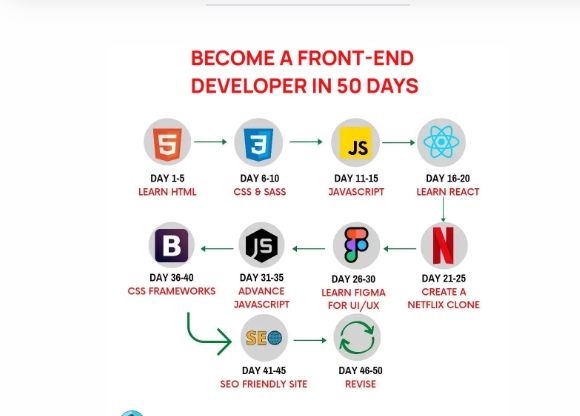 BECOME A FRONT-END
DEVELOPER IN 50 DAYS
5
3
JS
DAY 1-5
LEARN HTML
DAY 6-10
CSS & SASS
DAY 11-15
JAVASCRIPT
DAY 16-20
LEARN REACT
B
JS
N
DAY 36-40
CSS FRAMEWORKS
DAY 31-35
ADVANCE
JAVASCRIPT
DAY 26-30
LEARN FIGMA
FOR UI/UX
DAY 21-25
CREATE A
NETFLIX CLONE
SEO
DAY 41-45
SEO FRIENDLY SITE
DAY 46-50
REVISE